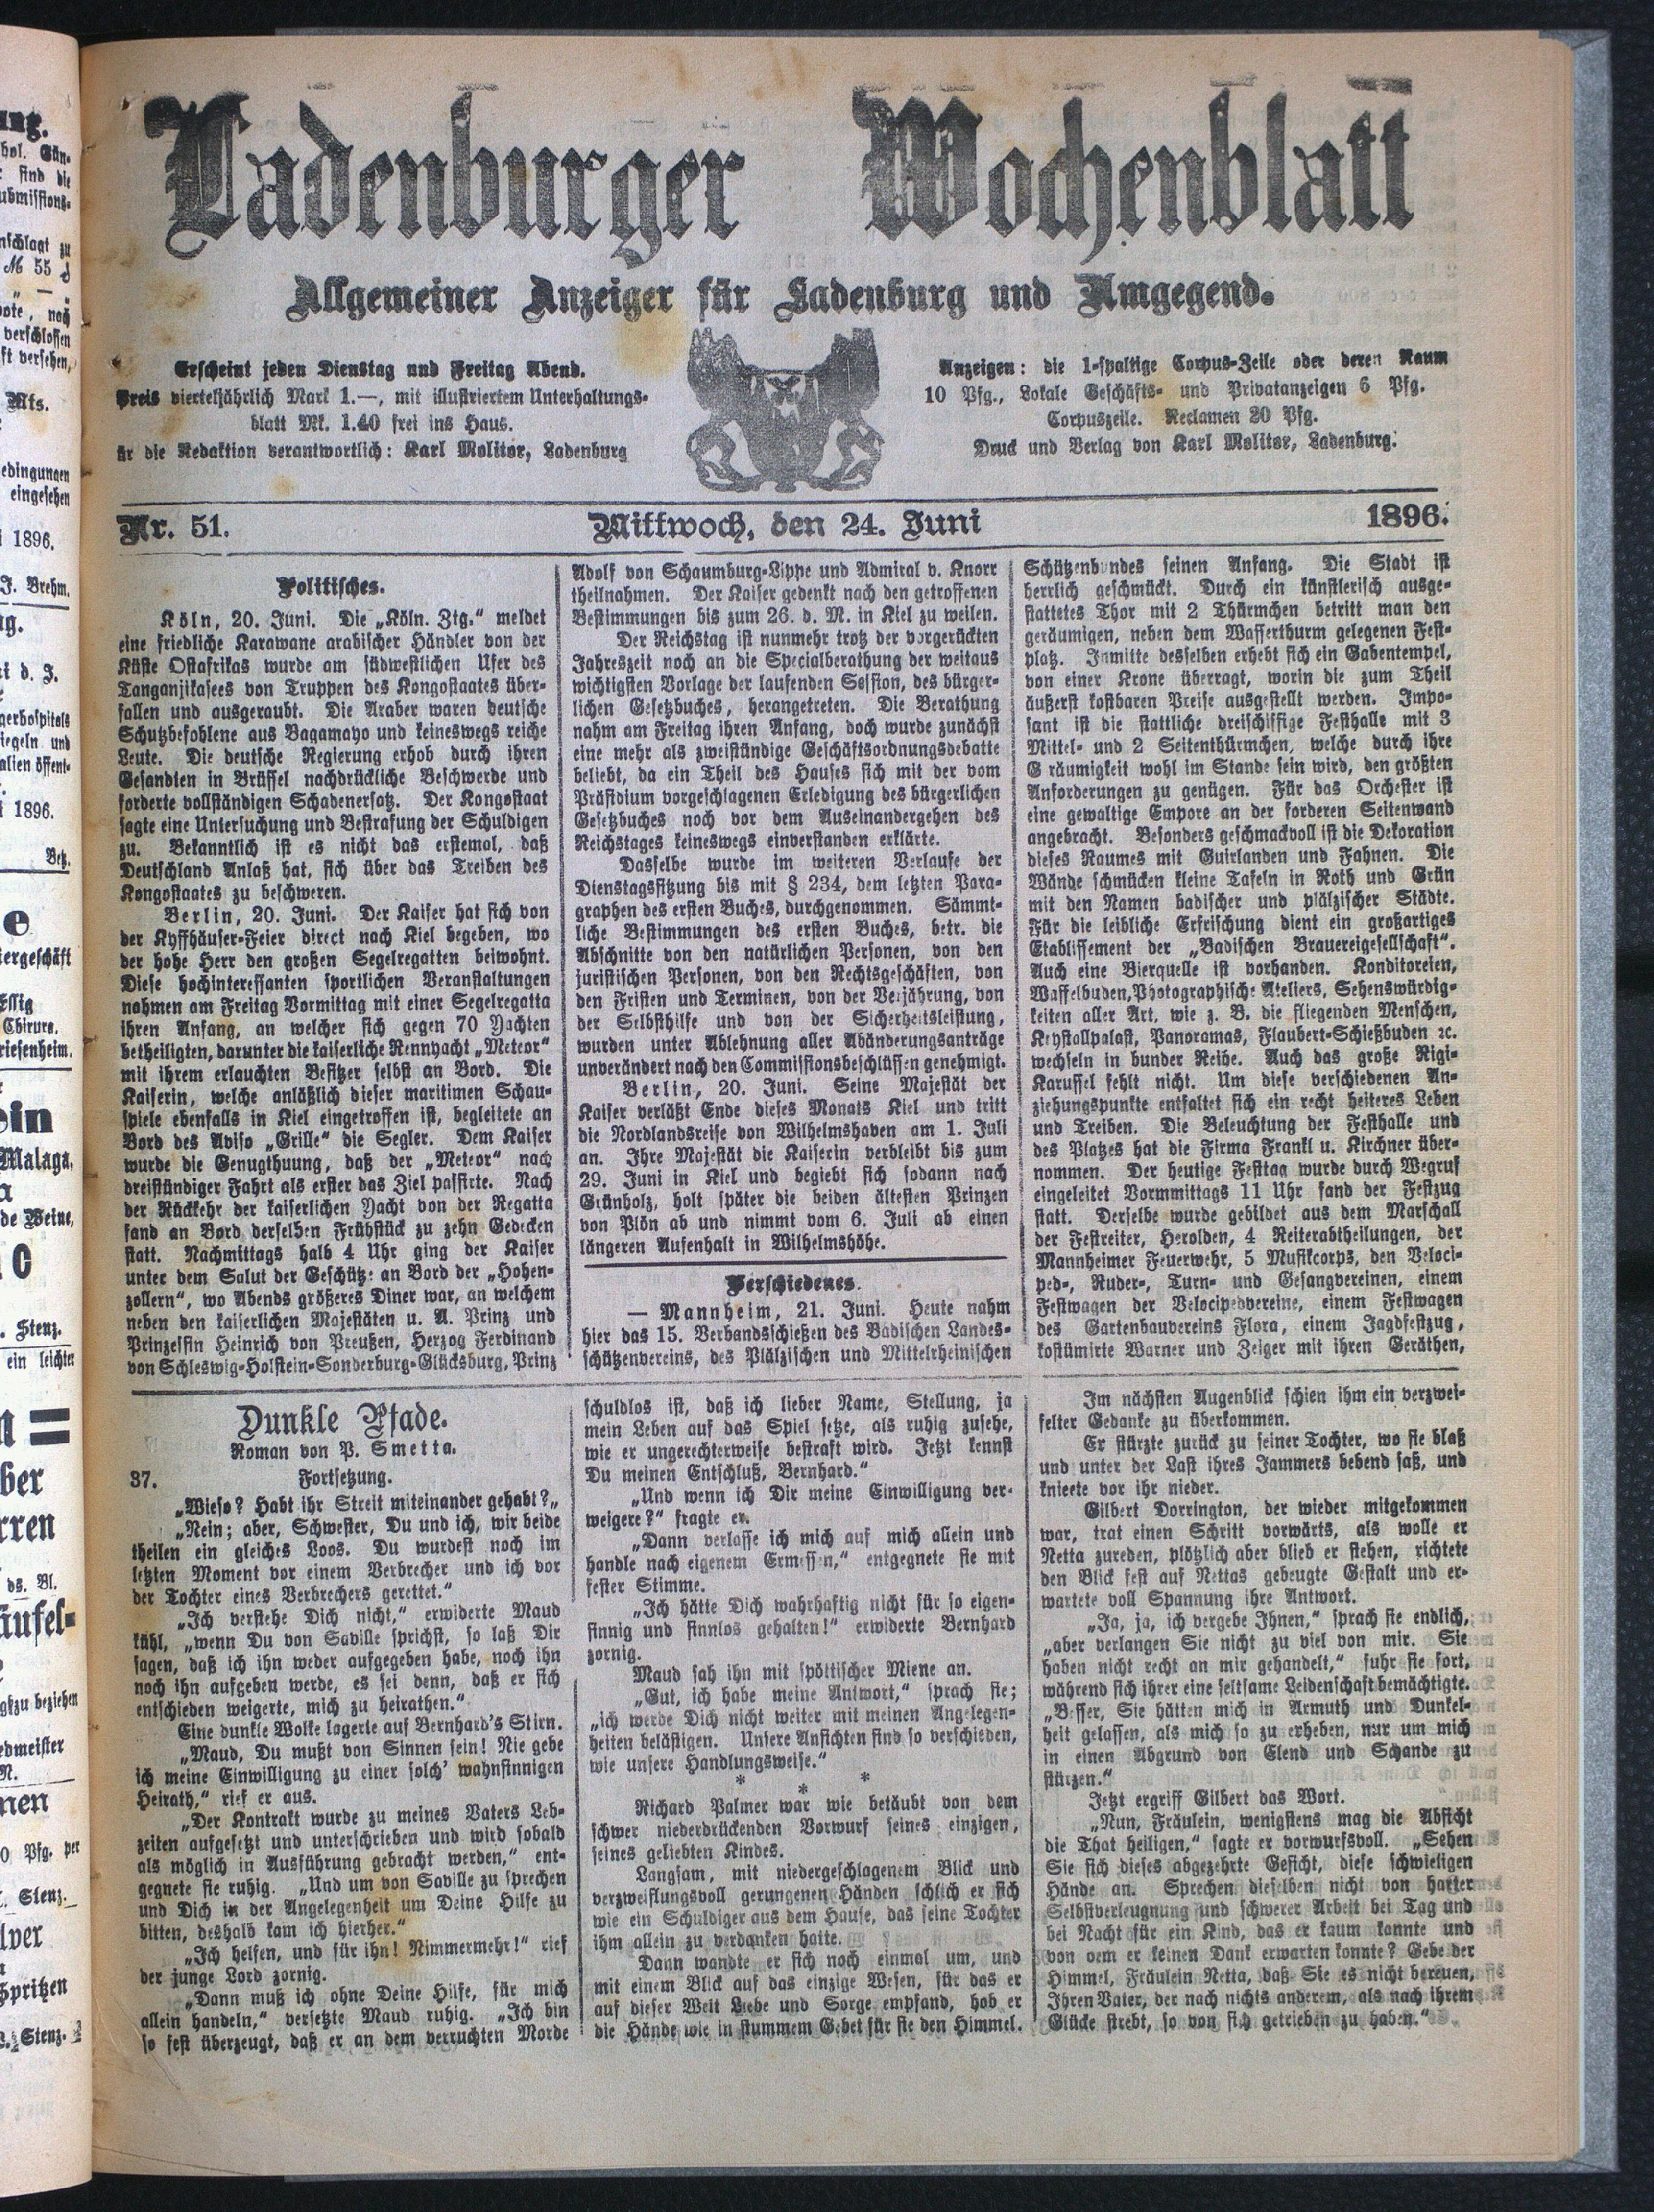 Ladenburger Wochenblatt
Allgemeiner Anzeiger für Ladenburg und Umgegend.
Erscheint jeden Dienstag und Freitag Abend.
Preis vierteljährlich Mark 1.—, mit illustriertem Unterhaltungs-
blatt Mk. 1.40 frei ins Haus.
ür die Redaktion verantwortlich: Karl Molitor, Ladenburg
Anzeigen: die 1-spaltige Corpus-Zeile oder deren Raum
10 Pfg., Lokale Geschäfts- und Privatanzeigen 6 Pfg.
Corpuszeile. Reclamen 20 Pfg.
Druck und Verlag von Karl Molitor, Ladenburg.
Nr. 51. Mittwoch, den 24. Juni 1896.
Politisches.
Köln, 20. Juni. Die „Köln. Ztg.“ meldet
eine friedliche Karawane arabischer Händler von der
Küste Ostafrikas wurde am südwestlichen Ufer des
Tanganjikasees von Truppen des Kongostaates über-
fallen und ausgeraubt. Die Araber waren deutsche
Schutzbefohlene aus Bagamayo und keineswegs reiche
Leute. Die deutsche Regierung erhob durch ihren
Gesandten in Brüssel nachdrückliche Beschwerde und
forderte vollständigen Schadenersatz. Der Kongostaat
sagte eine Untersuchung und Bestrafung der Schuldigen
zu. Bekanntlich ist es nicht das erstemal, daß
Deutschland Anlaß hat, sich über das Treiben des
Kongostaates zu beschweren.
Berlin, 20. Juni. Der Kaiser hat sich von
der Kyffhäuser-Feier direct nach Kiel begeben, wo
der hohe Herr den großen Segelregatten beiwohnt.
Diese hochinteressanten sportlichen Veranstaltungen
nahmen am Freitag Vormittag mit einer Segelregatta
ihren Anfang, an welcher sich gegen 70 Yachten
betheiligten, darunter die kaiserliche Rennyacht „Meteor“
mit ihrem erlauchten Besitzer selbst an Bord. Die
Kaiserin, welche anläßlich dieser maritimen Schau-
spiele ebenfalls in Kiel eingetroffen ist, begleitete an
Bord des Aviso „Grille“ die Segler. Dem Kaiser
wurde die Genugthuung, daß der „Meteor“ nach
dreistündiger Fahrt als erster das Ziel passirte. Nach
der Rückkehr der kaiserlichen Yacht von der Regatta
fand an Bord derselben Frühstück zu zehn Gedecken
statt. Nachmittags halb 4 Uhr ging der Kaiser
unter dem Salut der Geschütze an Bord der „Hohen-
zollern“, wo Abends größeres Diner war, an welchem
neben den kaiserlichen Majestäten u. A. Prinz und
Prinzessin Heinrich von Preußen, Herzog Ferdinand
von Schleswig-Holstein-Sonderburg-Glücksburg, Prinz
Adolf von Schaumburg-Lippe und Admiral v. Knorr
theilnahmen. Der Kaiser gedenkt nach den getroffenen
Bestimmungen bis zum 26. d. M. in Kiel zu weilen.
Der Reichstag ist nunmehr trotz der vorgerückten
Jahreszeit noch an die Specialberathung der weitaus
wichtigsten Vorlage der laufenden Session, des bürger-
lichen Gesetzbuches, herangetreten. Die Berathung
nahm am Freitag ihren Anfang, doch wurde zunächst
eine mehr als zweistündige Geschäftsordnungsdebatte
beliebt, da ein Theil des Hauses sich mit der vom
Präsidium vorgeschlagenen Erledigung des bürgerlichen
Gesetzbuches noch vor dem Auseinandergehen des
Reichstages keineswegs einverstanden erklärte.
Dasselbe wurde im weiteren Verlaufe der
Dienstagssitzung bis mit § 234, dem letzten Para-
graphen des ersten Buches, durchgenommen. Sämmt-
liche Bestimmungen des ersten Buches, betr. die
Abschnitte von den natürlichen Personen, von den
juristischen Personen, von den Rechtsgeschäften, von
den Fristen und Terminen, von der Verjährung, von
der Selbsthilfe und von der Sicherheitsleistung,
wurden unter Ablehnung aller Abänderungsanträge
unverändert nach den Commissionsbeschlüssen genehmigt.
Berlin, 20. Juni. Seine Majestät der
Kaiser verläßt Ende dieses Monats Kiel und tritt
die Nordlandsreise von Wilhelmshaven am 1. Juli
an. Ihre Majestät die Kaiserin verbleibt bis zum
29. Juni in Kiel und begiebt sich sodann nach
Grünholz, holt später die beiden ältesten Prinzen
von Plön ab und nimmt vom 6. Juli ab einen
längeren Aufenhalt in Wilhelmshöhe.
Verschiedenes.
— Mannheim, 21. Juni. Heute nahm
hier das 15. Verbandsschießen des Badischen Landes-
schützenvereins, des Pfälzischen und Mittelrheinischen
Schützenbundes seinen Anfang. Die Stadt ist
herrlich geschmückt. Durch ein künstlerisch ausge-
stattetes Thor mit 2 Thürmchen betritt man den
geräumigen, neben dem Wasserthurm gelegenen Fest-
platz. Inmitte desselben erhebt sich ein Gabentempel,
von einer Krone überragt, worin die zum Theil
äußerst kostbaren Preise ausgestellt werden. Impo-
sant ist die stattliche dreischiffige Festhalle mit 3
Mittel- und 2 Seitenthürmchen, welche durch ihre
G räumigkeit wohl im Stande sein wird, den größten
Anforderungen zu genügen. Für das Orchester ist
eine gewaltige Empore an der forderen Seitenwand
angebracht. Besonders geschmackvoll ist die Dekoration
dieses Raumes mit Guirlanden und Fahnen. Die
Wände schmücken kleine Tafeln in Roth und Grün
mit den Namen badischer und pfälzischer Städte.
Für die leibliche Erfrischung dient ein großartiges
Etablissement der „Badischen Brauereigesellschaft“.
Auch eine Bierquelle ist vorhanden. Konditoreien,
Waffelbuden, Photographische Ateliers, Sehenswürdig-
keiten aller Art, wie z. B. die fliegenden Menschen,
Krystallpalast, Panoramas, Flaubert-Schießbuden ꝛc.
wechseln in bunder Reihe. Auch das große Rigi-
Karussel fehlt nicht. Um diese verschiedenen An-
ziehungspunkte entfaltet sich ein recht heiteres Leben
und Treiben. Die Beleuchtung der Festhalle und
des Platzes hat die Firma Frankl u. Kirchner über-
nommen. Der heutige Festtag wurde durch Wegruf
eingeleitet Vormmittags 11 Uhr fand der Festzug
statt. Derselbe wurde gebildet aus dem Marschall
der Festreiter, Herolden, 4 Reiterabtheilungen, der
Mannheimer Feuerwehr, 5 Musikcorps, den Veloci-
ped-, Ruder-, Turn- und Gesangvereinen, einem
Festwagen der Velocipedvereine, einem Festwagen
des Gartenbauvereins Flora, einem Jagdfestzug,
kostümirte Warner und Zeiger mit ihren Geräthen,
Dunkle Pfade.
Roman von P. Smetta.
37. Fortsetzung.
„Wieso? Habt ihr Streit miteinander gehabt?„
„Nein; aber, Schwester, Du und ich, wir beide
theilen ein gleiches Loos. Du wurdest noch im
letzten Moment vor einem Verbrecher und ich vor
der Tochter eines Verbrechers gerettet.“
„Ich verstehe Dich nicht,“ erwiderte Maud
kühl, „wenn Du von Saville sprichst, so laß Dir
sagen, daß ich ihn weder aufgegeben habe, noch ihn
noch ihn aufgeben werde, es sei denn, daß er sich
entschieden weigerte, mich zu heirathen.“
Eine dunkle Wolke lagerte auf Bernhard's Stirn.
„Maud, Du mußt von Sinnen sein! Nie gebe
ich meine Einwilligung zu einer solch' wahnsinnigen
Heirath,“ rief er aus.
„Der Kontrakt wurde zu meines Vaters Leb-
zeiten aufgesetzt und unterschrieben und wird sobald
als möglich in Ausführung gebracht werden,“ ent-
gegnete sie ruhig. „Und um von Saville zu sprechen
und Dich in der Angelegenheit um Deine Hilfe zu
bitten, deshalb kam ich hierher.“
„Ich helfen, und für ihn! Nimmermehr!“ rief
der junge Lord zornig.
„Dann muß ich ohne Deine Hilfe, für mich
allein handeln,“ versetzte Maud ruhig. „Ich bin
so fest überzeugt, daß er an dem verruchten Morde
schuldlos ist, daß ich lieber Name, Stellung, ja
mein Leben auf das Spiel setze, als ruhig zusehe,
wie er ungerechterweise bestraft wird. Jetzt kennst
Du meinen Entschluß, Bernhard.“
„Und wenn ich Dir meine Einwilligung ver-
weigere?“ fragte er.
„Dann verlasse ich mich auf mich allein und
handle nach eigenem Ermessen,“ entgegnete sie mit
fester Stimme.
„Ich hätte Dich wahrhaftig nicht für so eigen-
sinnig und sinnlos gehalten!“ erwiderte Bernhard
zornig.
Maud sah ihn mit spöttischer Miene an.
„Gut, ich habe meine Antwort,“ sprach sie;
„ich werde Dich nicht weiter mit meinen Angelegen-
heiten belästigen. Unsere Ansichten sind so verschieden,
wie unsere Handlungsweise.“
* * *
Richard Palmer war wie betäubt von dem
schwer niederdrückenden Vorwurf seines einzigen,
seines geliebten Kindes.
Langsam, mit niedergeschlagenem Blick und
verzweiflungsvoll gerungenen Händen schlich er sich
wie ein Schuldiger aus dem Hause, das seine Tochter
ihm allein zu verdanken hatte.
Dann wandte er sich noch einmal um, und
mit einem Blick auf das einzige Wesen, für das er
auf dieser Welt Liebe und Sorge empfand, hob er
die Hände wie in stummem Gebet für sie den Himmel.
Im nächsten Augenblick schien ihm ein verzwei-
felter Gedanke zu überkommen.
Er stürzte zurück zu seiner Tochter, wo sie blaß
und unter der Last ihres Jammers bebend saß, und
knieete vor ihr nieder.
Gilbert Dorrington, der wieder mitgekommen
war, trat einen Schritt vorwärts, als wolle er
Netta zureden, plötzlich aber blieb er stehen, richtete
den Blick fest auf Nettas gebeugte Gestalt und er-
wartete voll Spannung ihre Antwort.
„Ja, ja, ich vergebe Ihnen,“ sprach sie endlich,
„aber verlangen Sie nicht zu viel von mir. Sie
haben nicht recht an mir gehandelt,“ fuhr sie fort,
während sich ihrer eine seltsame Leidenschaft bemächtigte.
„Besser, Sie hätten mich in Armuth und Dunkel-
heit gelassen, als mich so zu erheben, nur um mich
in einen Abgrund von Elend und Schande zu
stürzen.“
Jetzt ergriff Gilbert das Wort.
„Nun, Fräulein, wenigstens mag die Absicht
die That heiligen,“ sagte er vorwurfsvoll. „Sehen
Sie sich dieses abgezehrte Gesicht, diese schwieligen
Hände an. Sprechen dieselben nicht von harter
Selbstverleugnung und schwerer Arbeit bei Tag und
bei Nacht für ein Kind, das er kaum kannte und
von dem er keinen Dank erwarten konnte? Gebe der
Himmel, Fräulein Netta, daß Sie es nicht bereuen,
Ihren Vater, der nach nichts anderem, als nach ihrem
Glücke strebt, so von sich getrieben zu haben.“